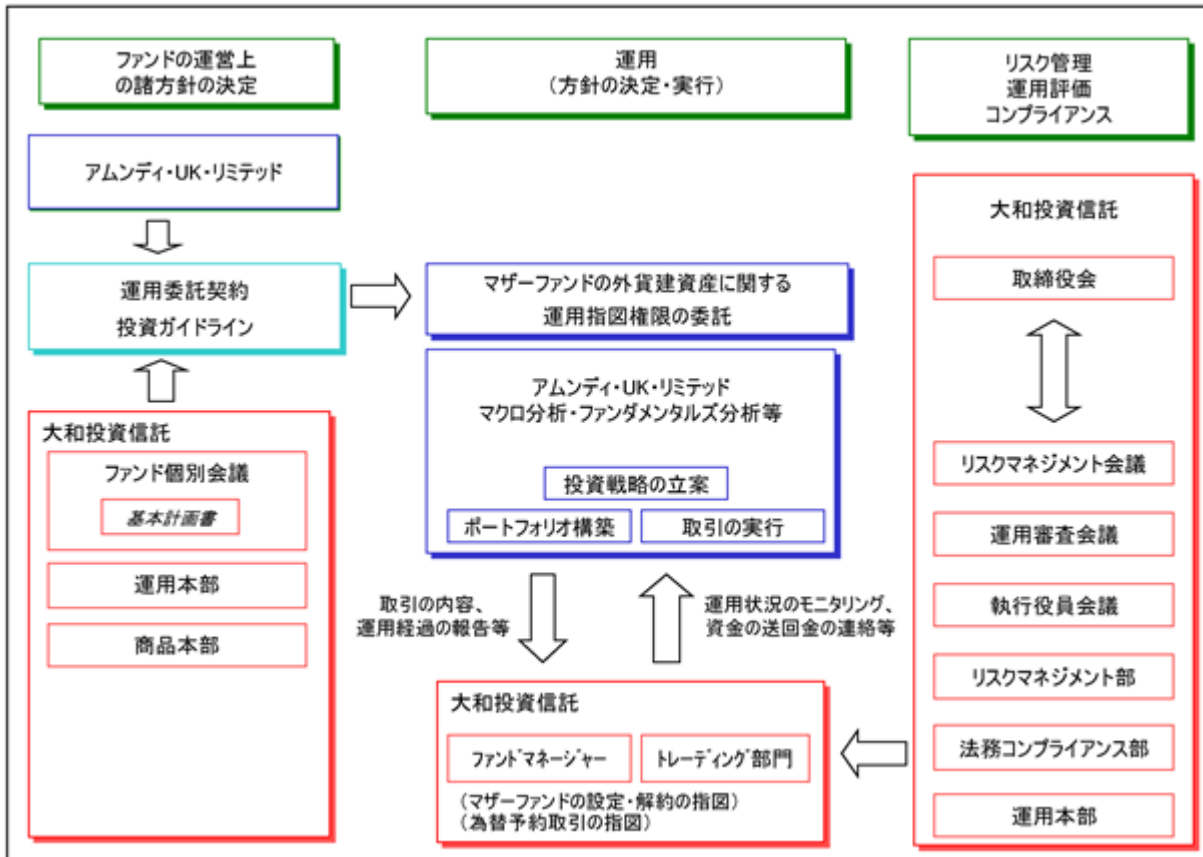 ファンドの運営上
の諸方針の決定
運用
(方針の決定・実行)
リスク管理
運用評価
コンプライアンス
アムンディ・UK・リミテッド
運用委託契約
投資ガイドライン
大和投資信託
ファンド個別会議
基本計画書
運用本部
商品本部
マザーファンドの外貨建資産に関する
運用指図権限の委託
アムンディ・UK・リミテッド
マクロ分析・ファンダメンタルズ分析等
投資戦略の立案
ポートフォリオ構築
取引の実行
取引の内容、
運用経過の報告等
運用状況のモニタリング、
資金の送回金の連絡等
大和投資信託
ファンドマネージャー
トレーディング部門
(マザーファンドの設定・解約の指図)
(為替予約取引の指図)
大和投資信託
取締役会
リスクマネジメント会議
運用審査会議
執行役員会議
リスクマネジメント部
法務コンプライアンス部
運用本部